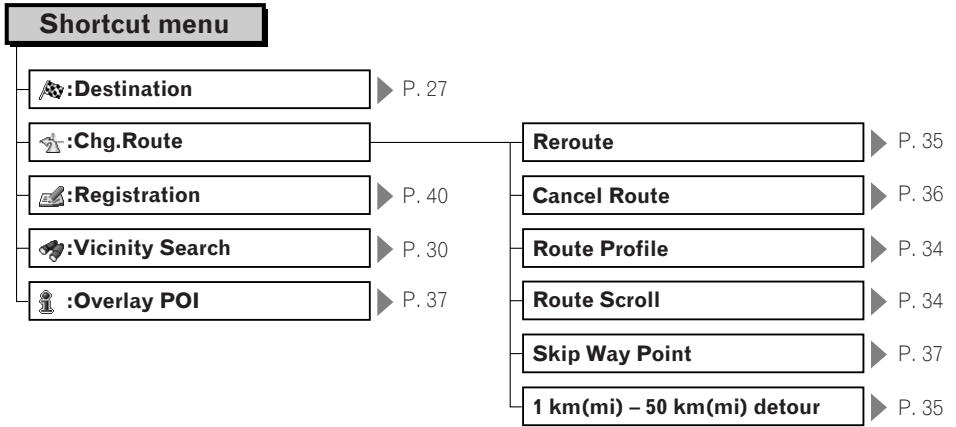 Shortcut menu
:Destination P. 27
:Chg.Route
:Registration P. 40
:Vicinity Search P. 30
:Overlay POI P. 37
Reroute P. 35
Cancel Route P. 36
Route Profile P. 34
Route Scroll P. 34
Skip Way Point P. 37
1 km(mi) – 50 km(mi) detour P. 35